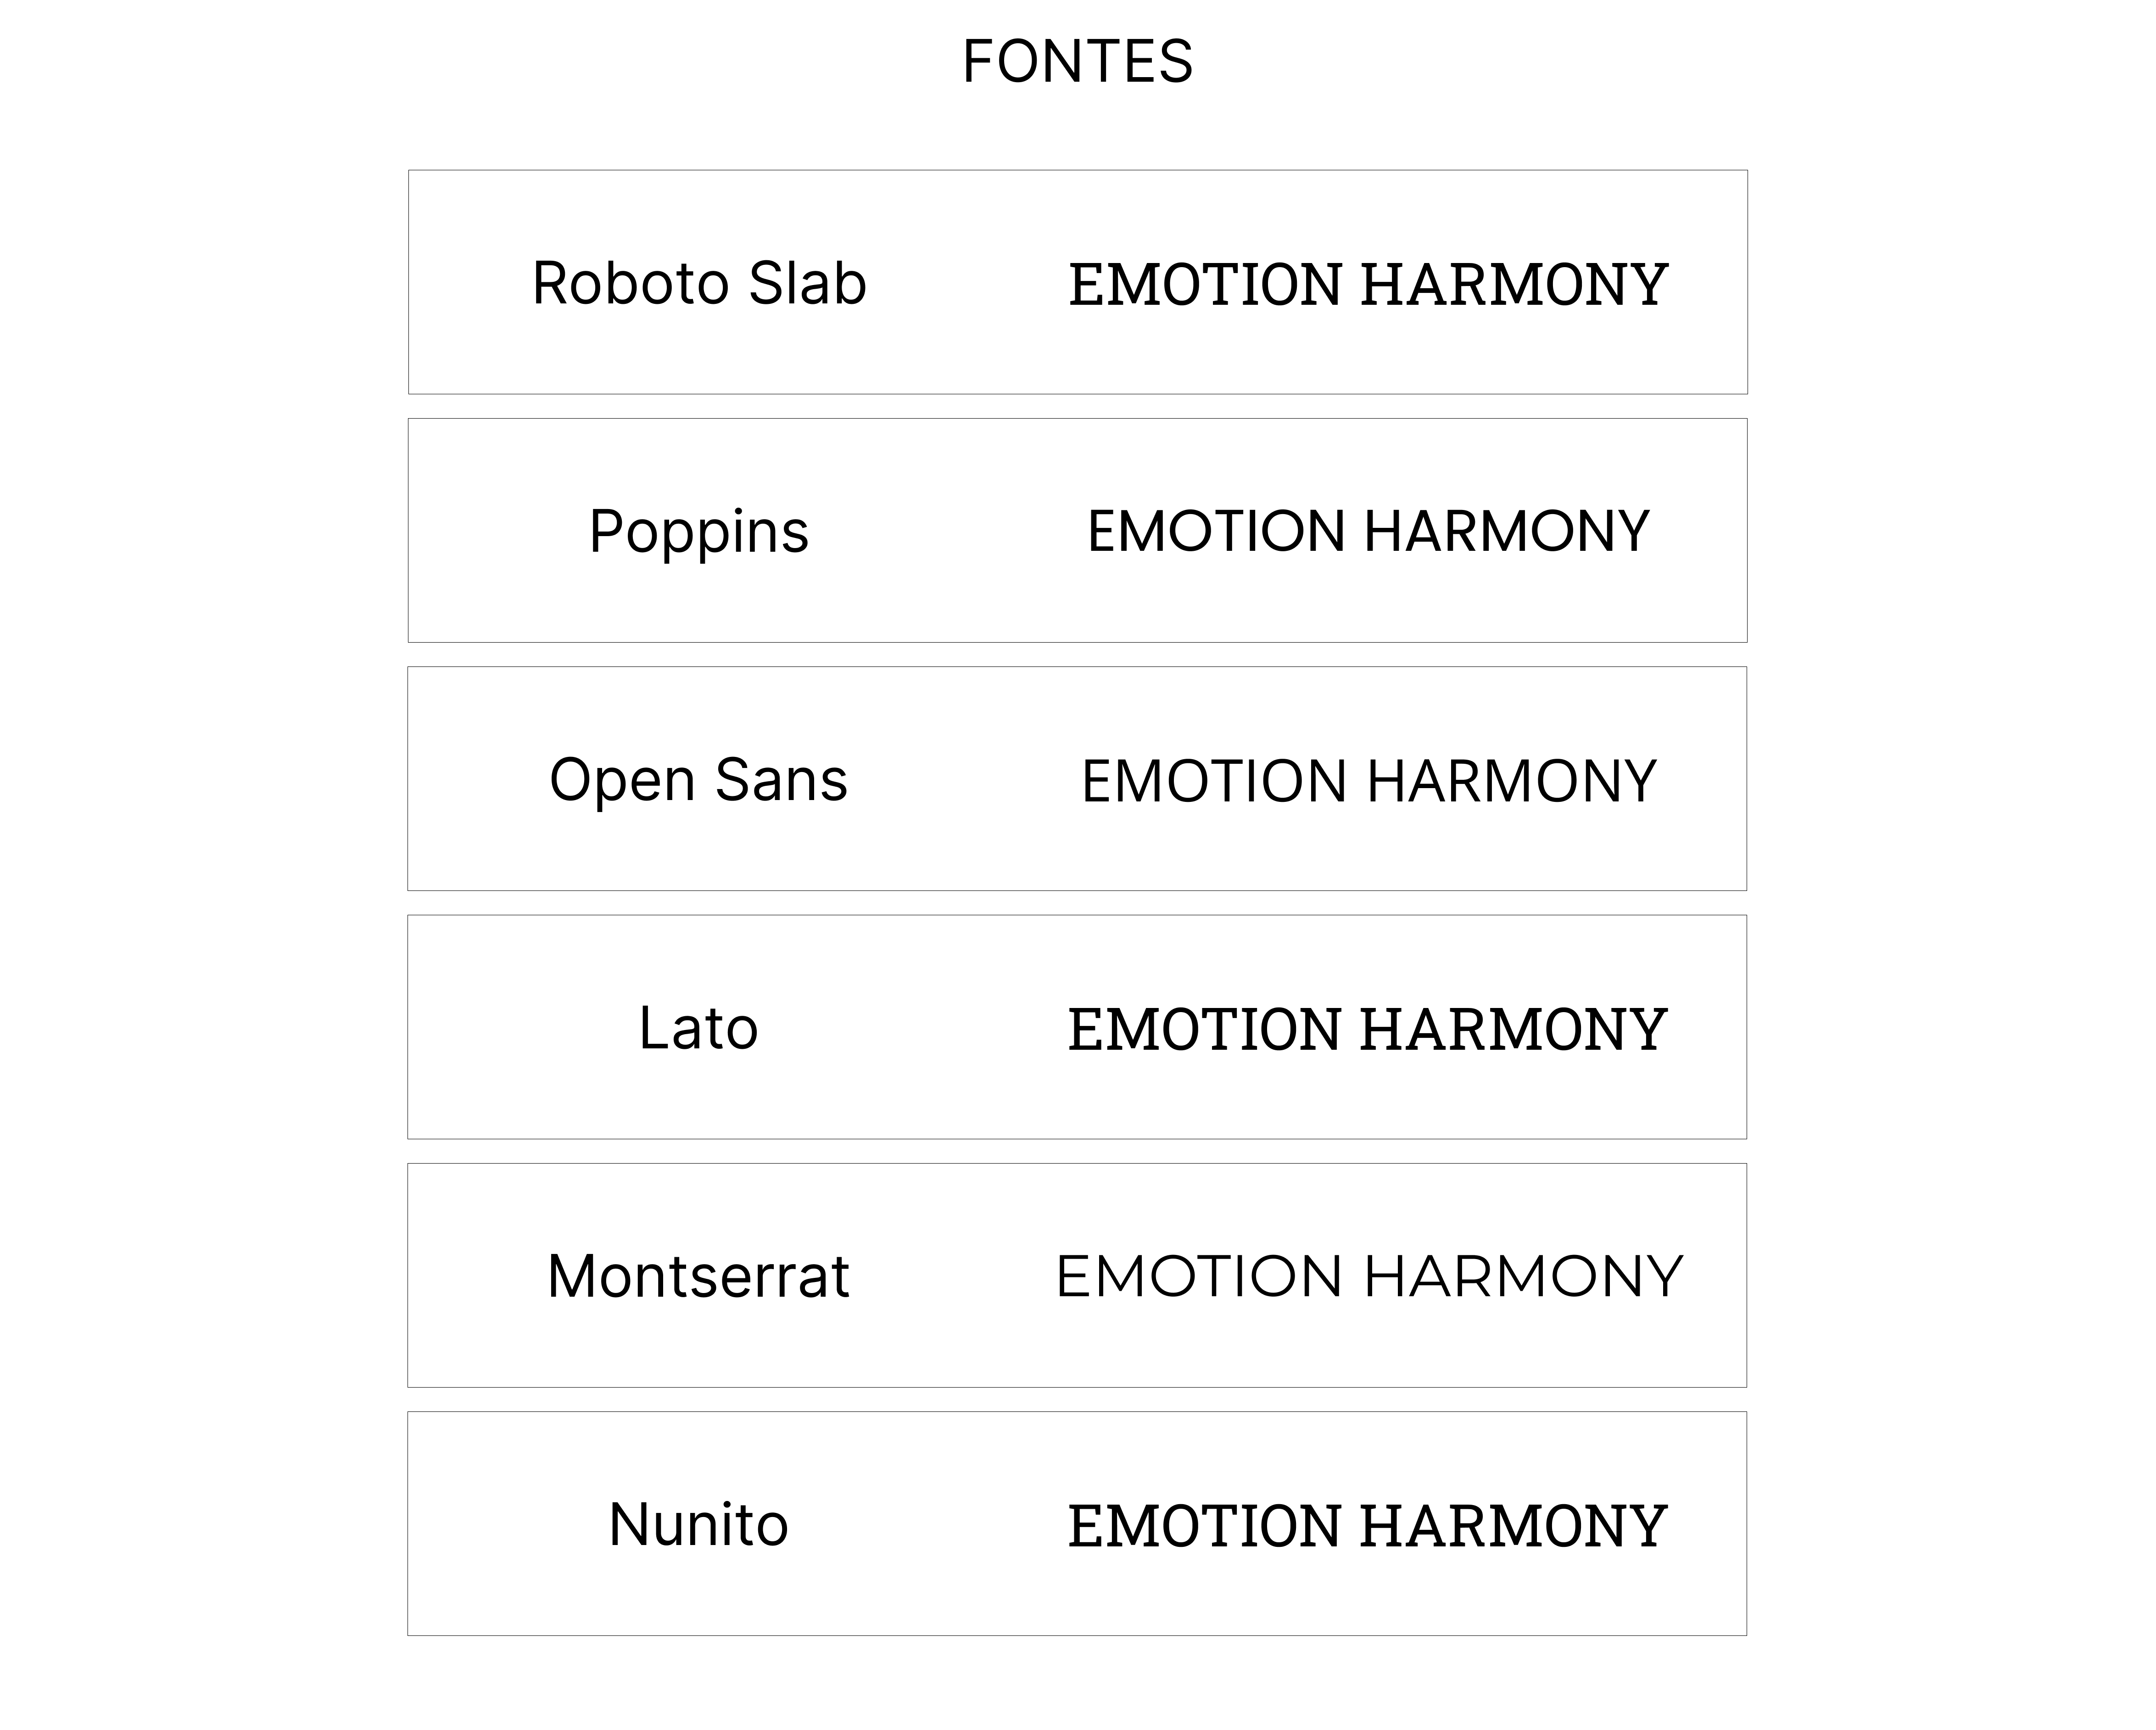 FONTES
Roboto Slab EMOTION HARMONY
Poppins EMOTION HARMONY
Open Sans EMOTION HARMONY
Lato EMOTION HARMONY
Montserrat EMOTION HARMONY
Nunito EMOTION HARMONY